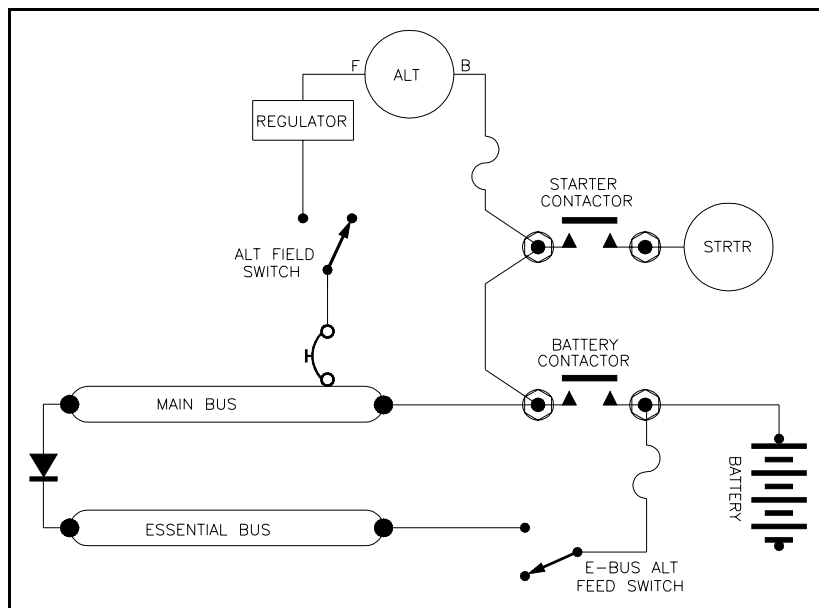 F
ALT
B
REGULATOR
STARTER
CONTACTOR
STRTR
ALT FIELD
SWITCH
BATTERY
CONTACTOR
MAIN BUS
BATTERY
ESSENTIAL BUS
E-BUS ALT
FEED SWITCH